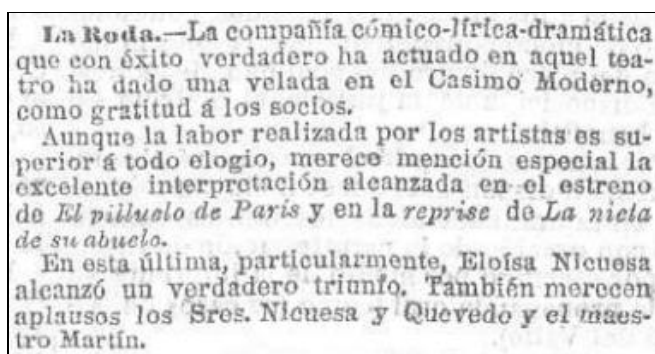 La Roda.—La compañía cómico-lírica-dramática
que con éxito verdadero ha actuado en aquel tea-
tro ha dado una velada en el Casimo Moderno,
como gratitud á los socios.
Aunque la labor realizada por los artistas es su-
perior á todo elogio, merece mención especial la
excelente interpretación alcanzada en el estreno
de El pilluelo de París y en la reprise de La nieta
de su abuelo.
En esta última, particularmente, Eloísa Nicuesa
alcanzó un verdadero triunfo. También merecen
aplausos los Sres. Nicuesa y Quevedo y el maes-
tro Martín.